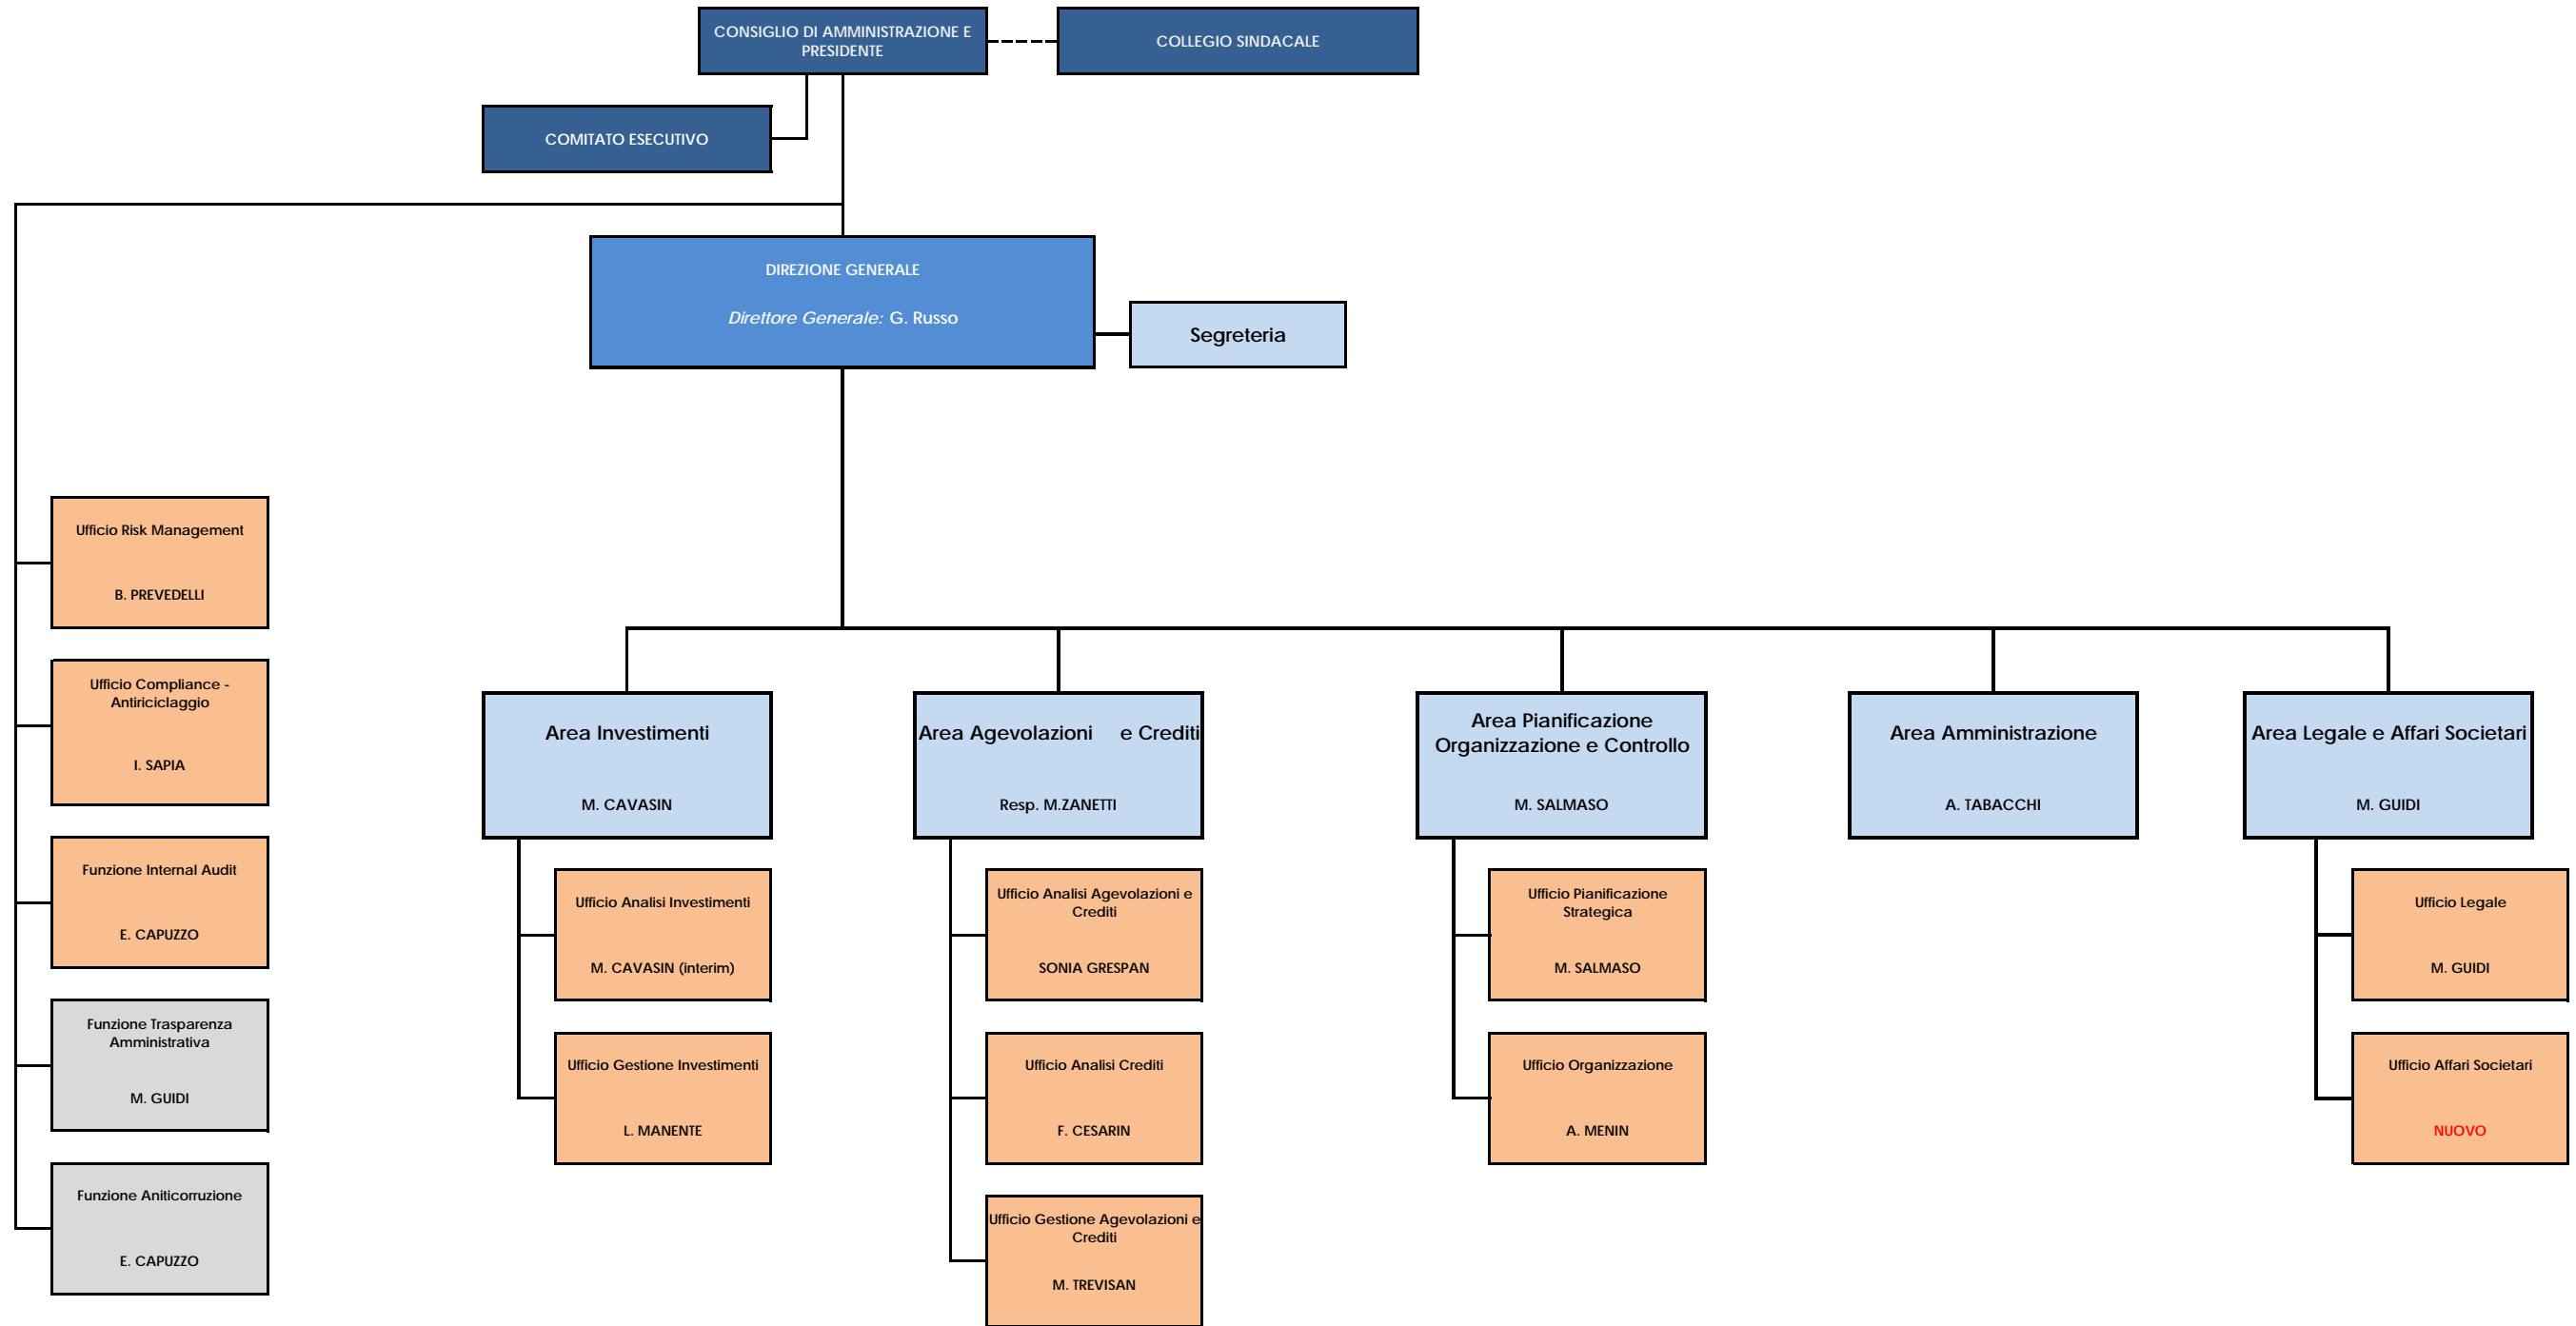 CONSIGLIO DI AMMINISTRAZIONE E
PRESIDENTE
COLLEGIO SINDACALE
COMITATO ESECUTIVO
DIREZIONE GENERALE
Direttore Generale: G. Russo
Segreteria
Ufficio Risk Management
B. PREVEDELLI
Ufficio Compliance -
Antiriciclaggio
I. SAPIA
Funzione Internal Audit
E. CAPUZZO
Funzione Trasparenza
Amministrativa
M. GUIDI
Funzione Aniticorruzione
E. CAPUZZO
Area Investimenti
M. CAVASIN
Ufficio Analisi Investimenti
M. CAVASIN (interim)
Ufficio Gestione Investimenti
L. MANENTE
Area Agevolazioni e Crediti
Resp. M.ZANETTI
Ufficio Analisi Agevolazioni e
Crediti
SONIA GRESPAN
Ufficio Analisi Crediti
F. CESARIN
Ufficio Gestione Agevolazioni e
Crediti
M. TREVISAN
Area Pianificazione
Organizzazione e Controllo
M. SALMASO
Ufficio Pianificazione
Strategica
M. SALMASO
Ufficio Organizzazione
A. MENIN
Area Amministrazione
A. TABACCHI
Area Legale e Affari Societari
M. GUIDI
Ufficio Legale
M. GUIDI
Ufficio Affari Societari
NUOVO